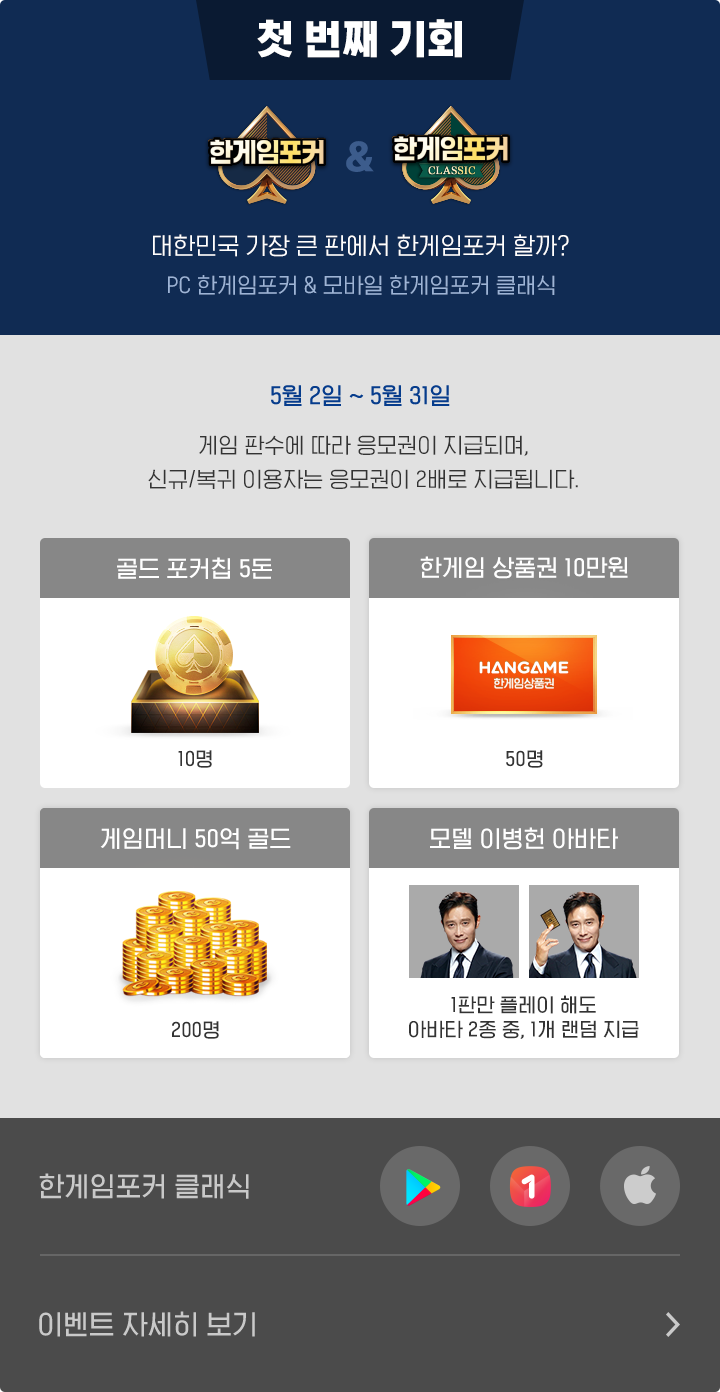 첫 번째 기회
한게임포커 & 한게임포커
CLASSIC
대한민국 가장 큰 판에서 한게임포커 할까?
PC 한게임포커 & 모바일 한게임포커 클래식
5월 2일 ~ 5월 31일
게임 판수에 따라 응모권이 지급되며,
신규/복귀 이용자는 응모권이 2배로 지급됩니다.
골드 포커칩 5돈
10명
한게임 상품권 10만원
HANGAME
한게임상품권
50명
게임머니 50억 골드
200명
모델 이병헌 아바타
1판만 플레이 해도
아바타 2종 중, 1개 랜덤 지급
한게임포커 클래식
1
이벤트 자세히 보기